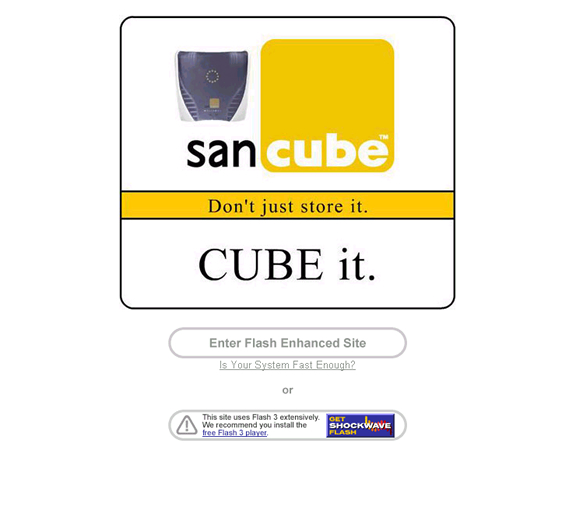 sancube™
Don't just store it.
CUBE it.
Enter Flash Enhanced Site
Is Your System Fast Enough?
or
This site uses Flash 3 extensively.
We recommend you install the
free Flash 3 player.
GET
SHOCKWAVE
FLASH